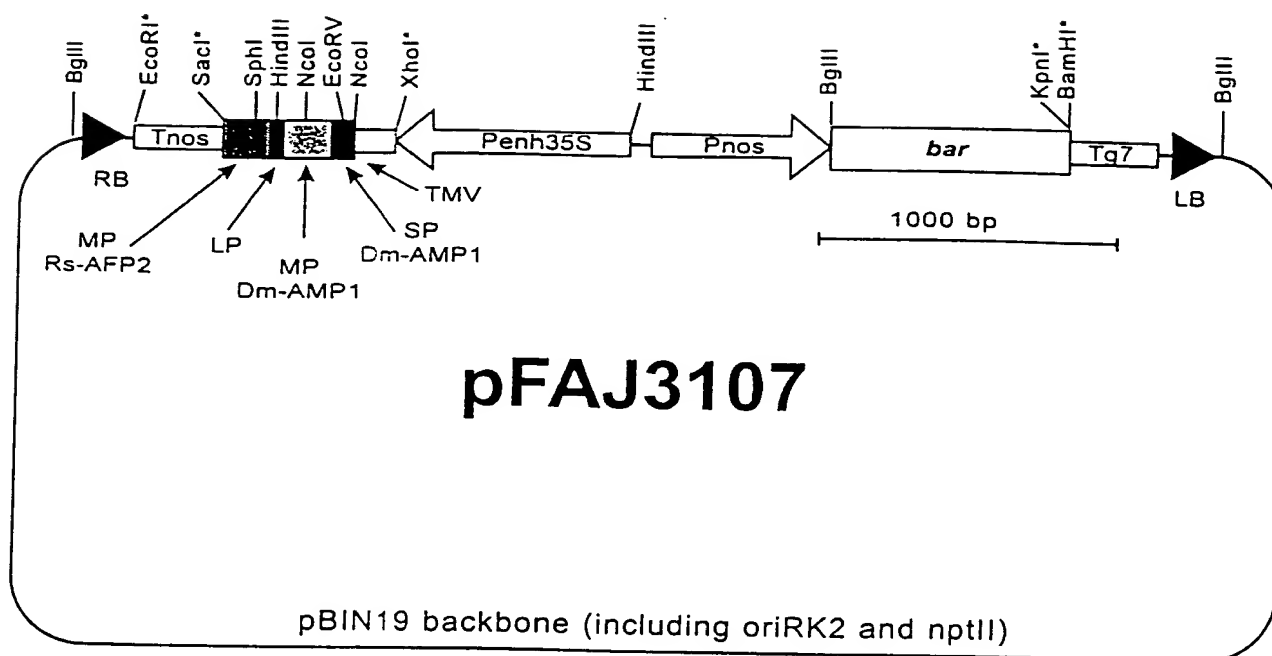 BglII
EcoRI*
SacI*
SphI
HindIII
NcoI
EcoRV
NcoI
XhoI*
HindIII
BglII
KpnI*
BamHI*
BglII
Tnos
Penh35S
Pnos
bar
Tg7
RB
TMV
LB
1000 bp
MP
Rs-AFP2
LP
MP
Dm-AMP1
SP
Dm-AMP1
pFAJ3107
pBIN19 backbone (including oriRK2 and nptII)